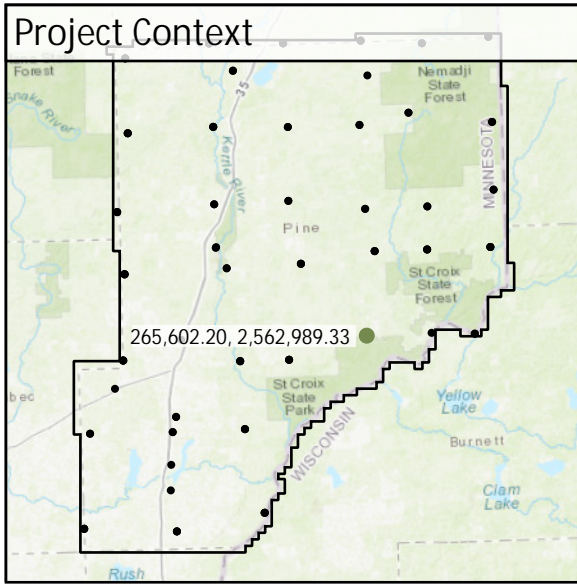 Project Context
Forest
Snake River
35
Nemadji
State
Forest
MINNESOTA
Kettle River
Pine
St Croix
State
Forest
265,602.20, 2,562,989.33
St Croix
State
Park
WISCONSIN
Yellow
Lake
bec
Burnett
Clam
Lake
Rush